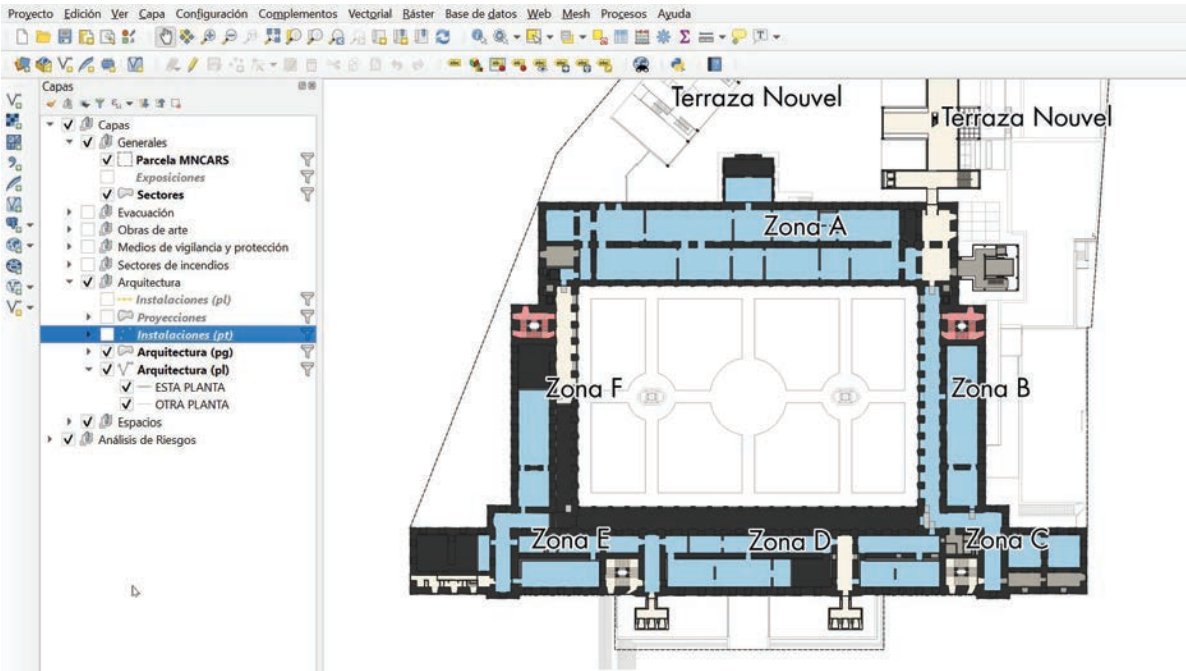 Proyecto Edición Ver Capa Configuración Complementos Vectorial Ráster Base de datos Web Mesh Procesos Ayuda
Capas
Capas
Generales
Parcela MNCARS
Exposiciones
Sectores
Evacuación
Obras de arte
Medios de vigilancia y protección
Sectores de incendios
Arquitectura
Instalaciones (pl)
Proyecciones
Instalaciones (pt)
Arquitectura (pg)
Arquitectura (pl)
ESTA PLANTA
OTRA PLANTA
Espacios
Análisis de Riesgos
Terraza Nouvel
Terraza Nouvel
Zona A
Zona F
Zona B
Zona E
Zona D
Zona C